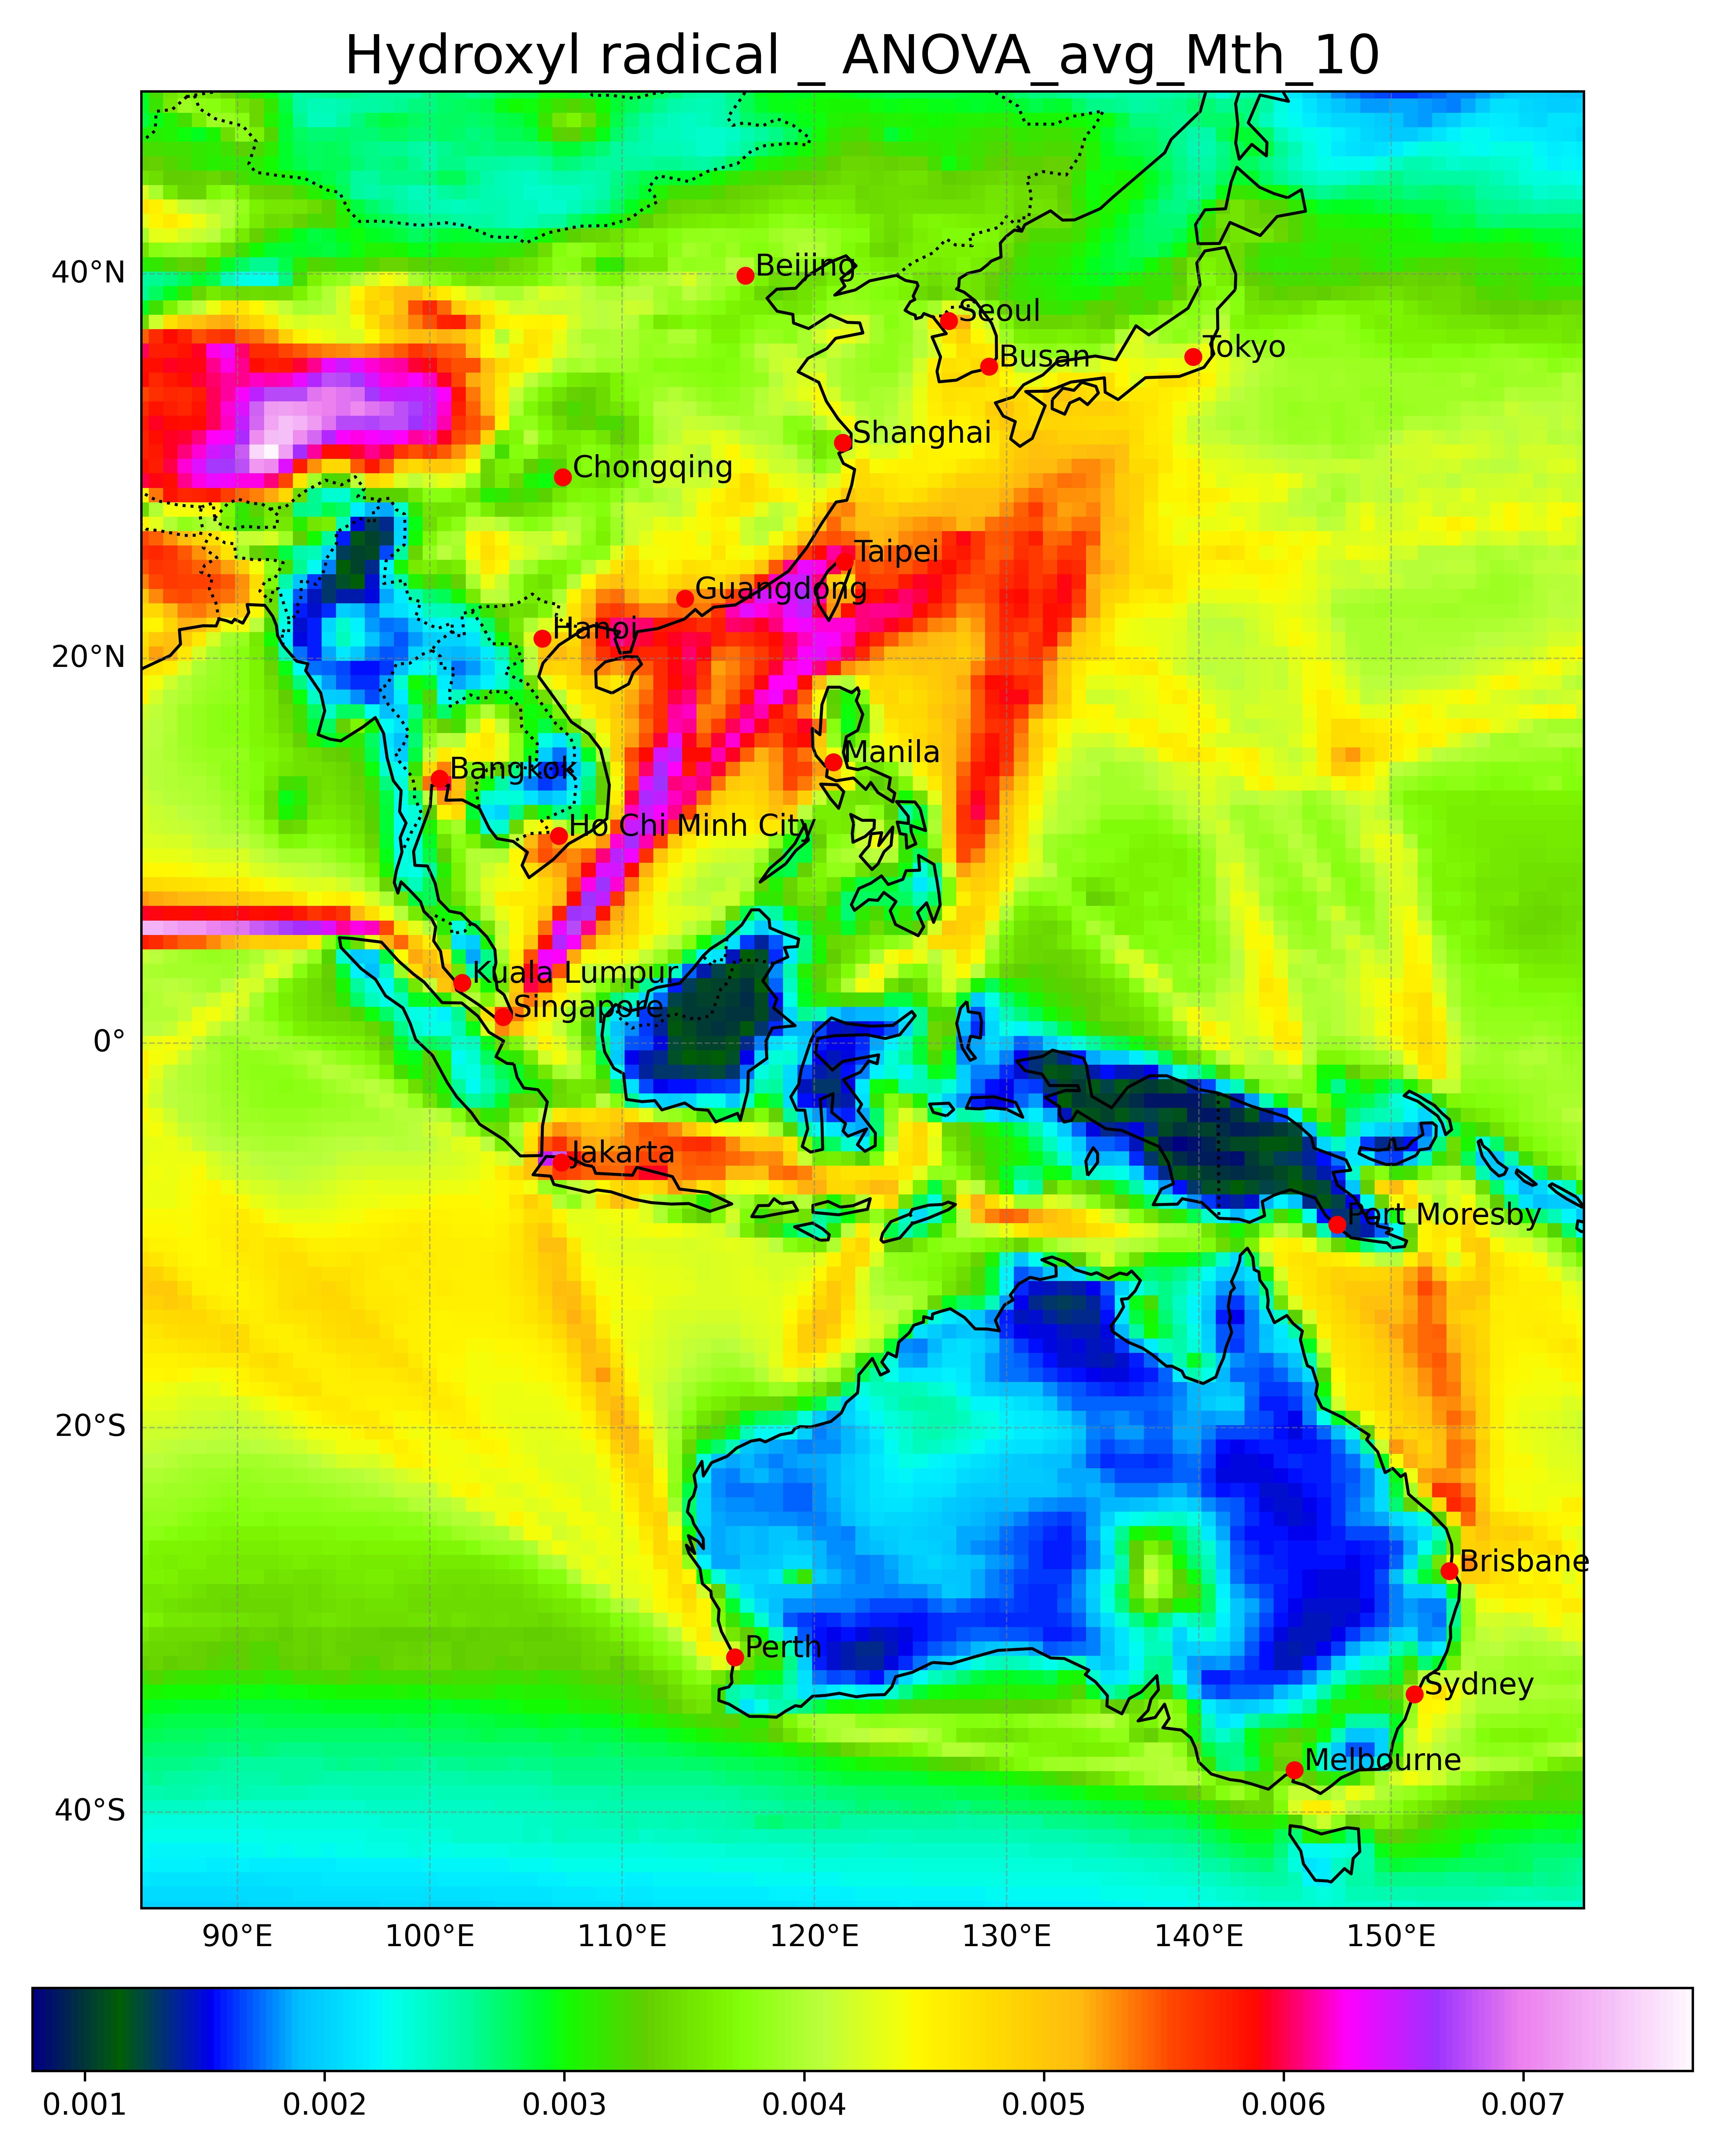 Hydroxyl radical _ ANOVA_avg_Mth_10
40°N
20°N
0°
20°S
40°S
Beijing
Seoul
Busan
Tokyo
Shanghai
Chongqing
Taipei
Guangdong
Hanoi
Manila
Bangkok
Ho Chi Minh City
Kuala Lumpur
Singapore
Jakarta
Port Moresby
Brisbane
Perth
Sydney
Melbourne
90°E 100°E 110°E 120°E 130°E 140°E 150°E
0.001 0.002 0.003 0.004 0.005 0.006 0.007